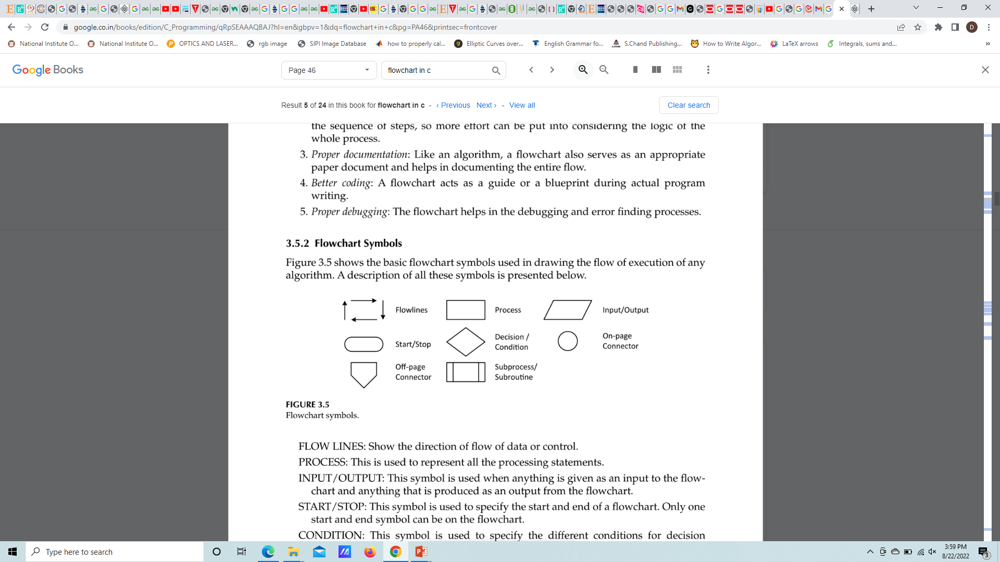 google.co.in/books/edition/C_Programming/qRpSEAAAQBAJ?hl=en&gbpv=1&dq=flowchart+in+c&pg=PA46&printsec=frontcover
D
National Institute O...
National Institute O...
OPTICS AND LASER...
rgb image
SIPI Image Database
how to properly cal...
Elliptic Curves over...
English Grammar fo...
S.Chand Publishing...
How to Write Algor...
LaTeX arrows
Integrals, sums and...
»
Google Books
Page 46
flowchart in c
Result 5 of 24 in this book for flowchart in c - ‹ Previous Next › - View all
Clear search
the sequence of steps, so more effort can be put into considering the logic of the
whole process.
3. Proper documentation: Like an algorithm, a flowchart also serves as an appropriate
paper document and helps in documenting the entire flow.
4. Better coding: A flowchart acts as a guide or a blueprint during actual program
writing.
5. Proper debugging: The flowchart helps in the debugging and error finding processes.
3.5.2 Flowchart Symbols
Figure 3.5 shows the basic flowchart symbols used in drawing the flow of execution of any
algorithm. A description of all these symbols is presented below.
Flowlines
Process
Input/Output
Start/Stop
Decision /
Condition
On-page
Connector
Off-page
Connector
Subprocess/
Subroutine
FIGURE 3.5
Flowchart symbols.
FLOW LINES: Show the direction of flow of data or control.
PROCESS: This is used to represent all the processing statements.
INPUT/OUTPUT: This symbol is used when anything is given as an input to the flow-
chart and anything that is produced as an output from the flowchart.
START/STOP: This symbol is used to specify the start and end of a flowchart. Only one
start and end symbol can be on the flowchart.
CONDITION: This symbol is used to specify the different conditions for decision
Type here to search
3:59 PM
8/22/2022
3